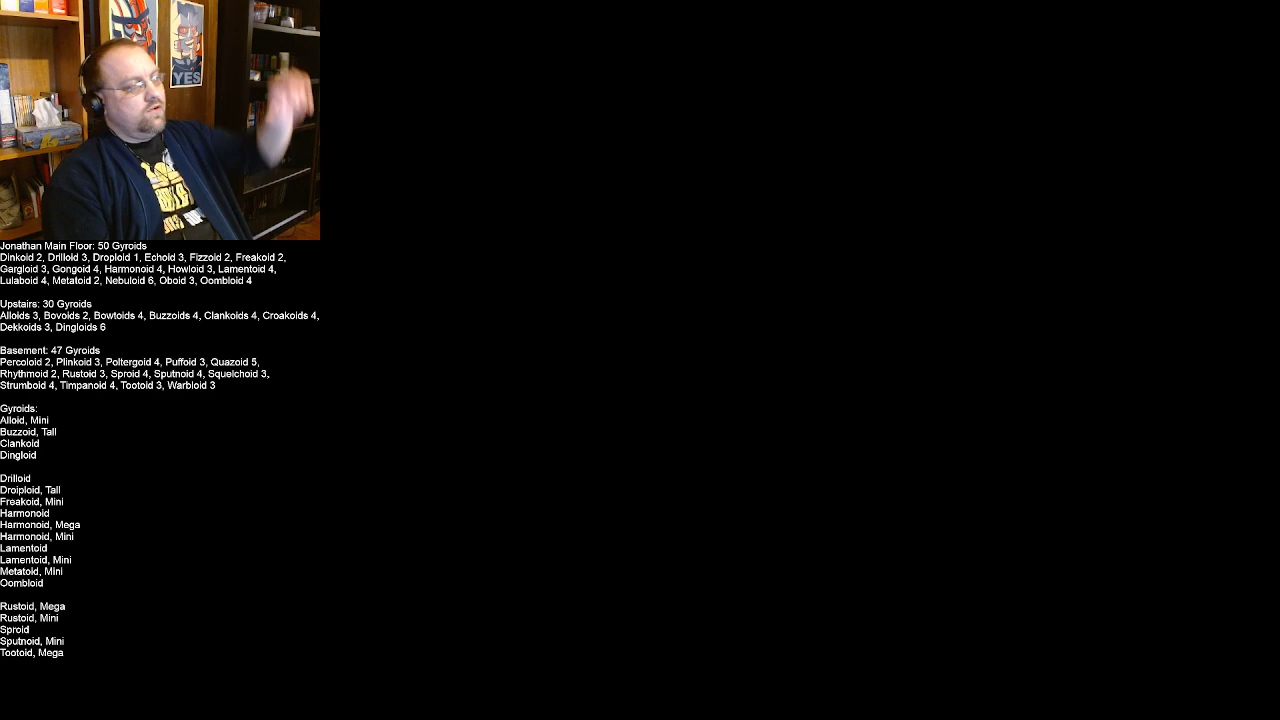 YES
Jonathan Main Floor: 50 Gyroids
Dinkoid 2, Drilloid 3, Droploid 1, Echoid 3, Fizzoid 2, Freakoid 2,
Gargloid 3, Gongoid 4, Harmonoid 4, Howloid 3, Lamentoid 4,
Lulaboid 4, Metatoid 2, Nebuloid 6, Oboid 3, Oombloid 4
Upstairs: 30 Gyroids
Alloids 3, Bovoids 2, Bowtoids 4, Buzzoids 4, Clankoids 4, Croakoids 4,
Dekkoids 3, Dingloids 6
Basement: 47 Gyroids
Percoloid 2, Plinkoid 3, Poltergoid 4, Puffoid 3, Quazoid 5,
Rhythmoid 2, Rustoid 3, Sproid 4, Sputnoid 4, Squelchoid 3,
Strumboid 4, Timpanoid 4, Tootoid 3, Warbloid 3
Gyroids:
Alloid, Mini
Buzzoid, Tall
Clankoid
Dingloid
Drilloid
Droiploid, Tall
Freakoid, Mini
Harmonoid
Harmonoid, Mega
Harmonoid, Mini
Lamentoid
Lamentoid, Mini
Metatoid, Mini
Oombloid
Rustoid, Mega
Rustoid, Mini
Sproid
Sputnoid, Mini
Tootoid, Mega